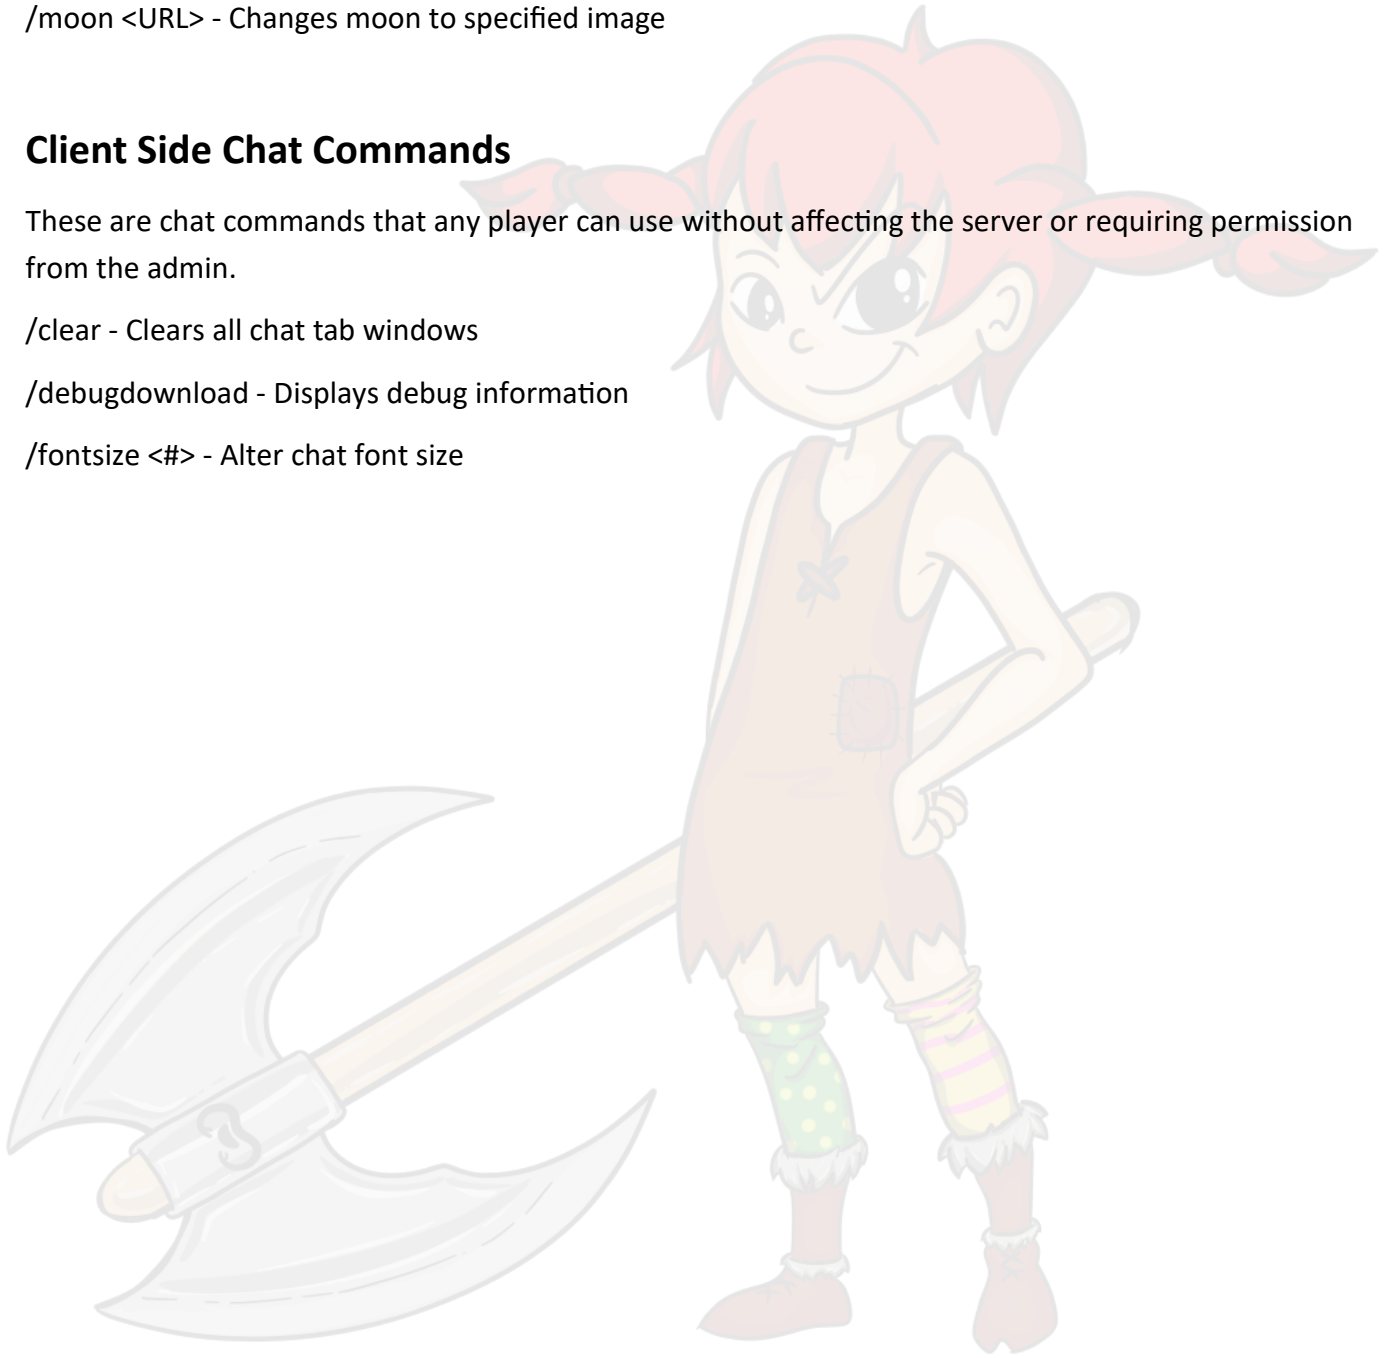 /moon <URL> - Changes moon to specified image
Client Side Chat Commands
These are chat commands that any player can use without affecting the server or requiring permission
from the admin.
/clear - Clears all chat tab windows
/debugdownload - Displays debug information
/fontsize <#> - Alter chat font size
3